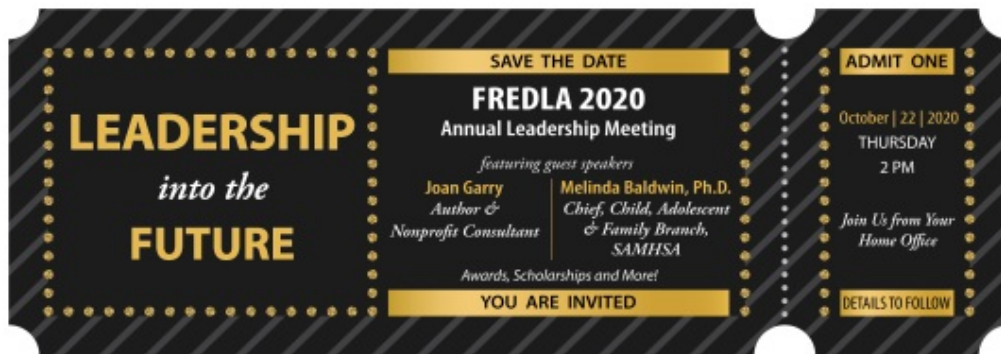 LEADERSHIP
into the
FUTURE
SAVE THE DATE
FREDLA 2020
Annual Leadership Meeting
featuring guest speakers
Joan Garry
Author &
Nonprofit Consultant
Melinda Baldwin, Ph.D.
Chief, Child, Adolescent
& Family Branch,
SAMHSA
Awards, Scholarships and More!
YOU ARE INVITED
ADMIT ONE
October | 22 | 2020
THURSDAY
2 PM
Join Us from Your
Home Office
DETAILS TO FOLLOW